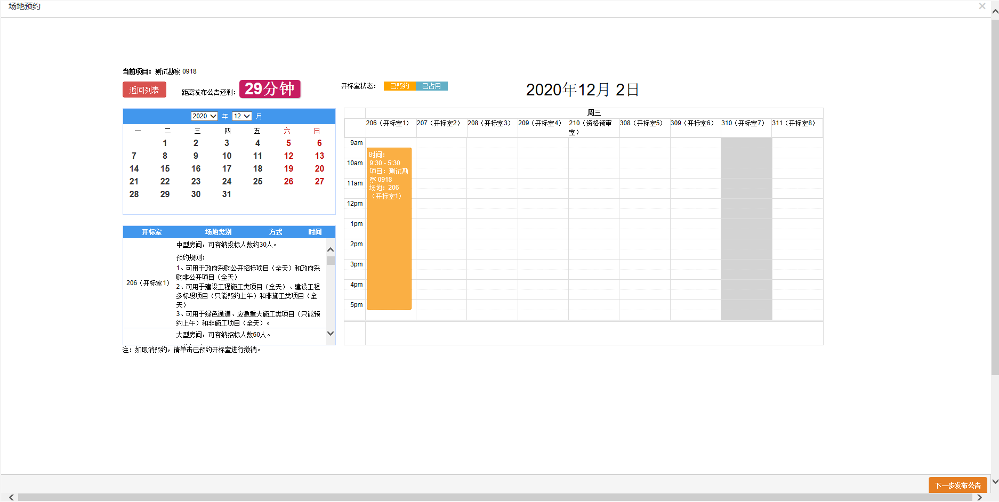 场地预约
当前项目：测试勘察 0918
返回列表
距离发布公告还剩：
29分钟
开标室状态：
已预约
已占用
2020年12月 2日
2020 年 12 月
一 二 三 四 五 六 日
1 2 3 4 5 6
7 8 9 10 11 12 13
14 15 16 17 18 19 20
21 22 23 24 25 26 27
28 29 30 31
开标室 场地类别 方式 时间
206（开标室1）
中型房间，可容纳投标人数约30人。
预约规则：
1、可用于政府采购公开招标项目（全天）和政府采
购非公开项目（全天）
2、可用于建设工程施工类项目（全天）、建设工程
多标段项目（只能预约上午）和非施工类项目（全
天）
3、可用于绿色通道、应急重大施工类项目（只能预
约上午）和非施工项目（全天）。
大型房间，可容纳招标人数60人。
注：如取消预约，请单击已预约开标室进行撤销。
周三
206（开标室1） 207（开标室2） 208（开标室3） 209（开标室4） 210（资格预审
室） 308（开标室5） 309（开标室6） 310（开标室7） 311（开标室8）
9am
10am
11am
12pm
1pm
2pm
3pm
4pm
5pm
时间：
9:30 - 5:30
项目：测试勘
察 0918
场地：206
（开标室1）
下一步发布公告